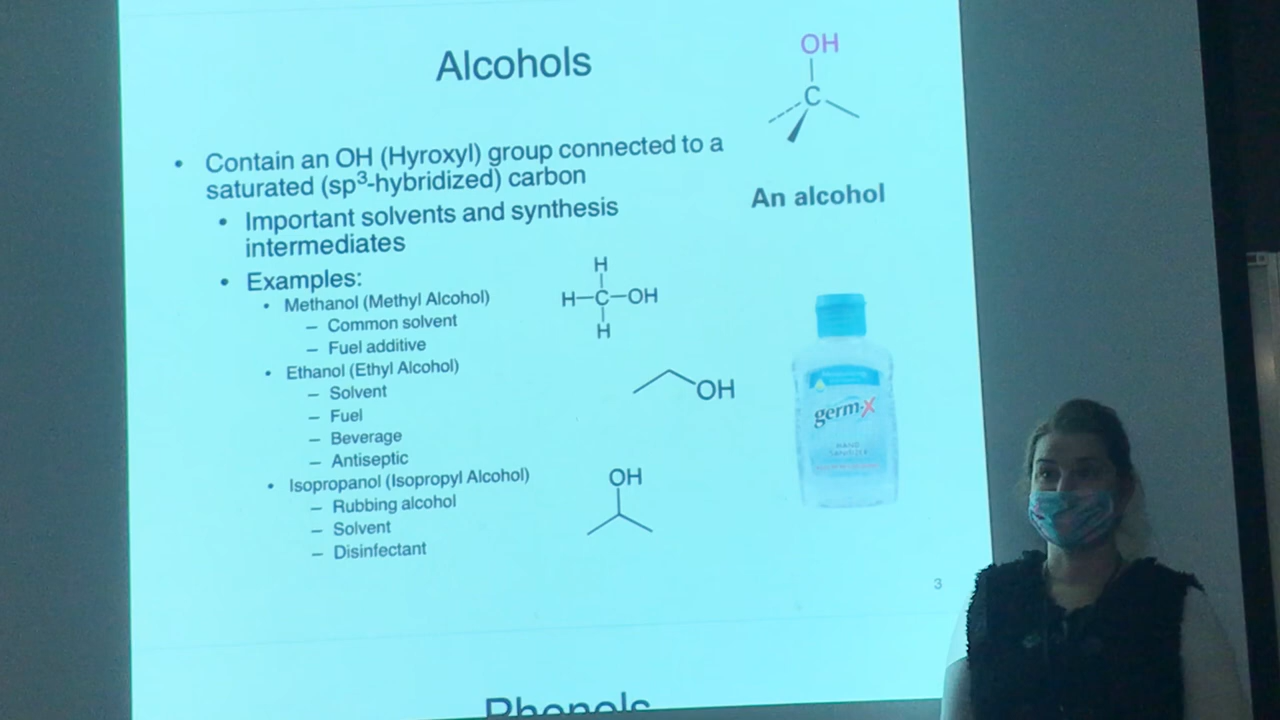 Alcohols
OH
C
An alcohol
• Contain an OH (Hyroxyl) group connected to a
saturated (sp³-hybridized) carbon
• Important solvents and synthesis
intermediates
• Examples:
• Methanol (Methyl Alcohol)
– Common solvent
– Fuel additive
H
H–C–OH
H
• Ethanol (Ethyl Alcohol)
– Solvent
– Fuel
– Beverage
– Antiseptic
OH
• Isopropanol (Isopropyl Alcohol)
– Rubbing alcohol
– Solvent
– Disinfectant
OH
germ-X
HAND
SANITIZER
3
Phenols